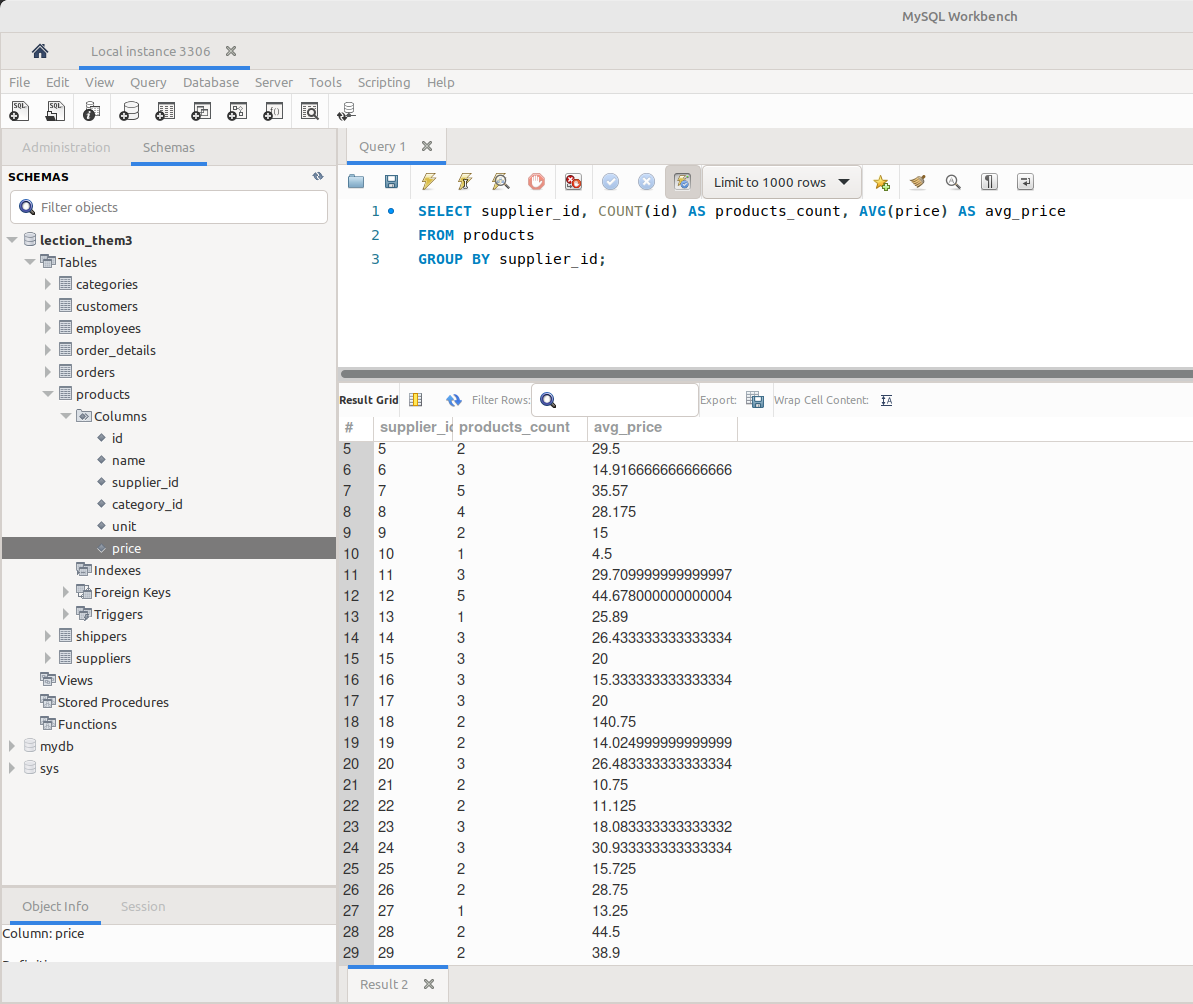 MySQL Workbench
Local instance 3306
File Edit View Query Database Server Tools Scripting Help
Administration Schemas
SCHEMAS
Filter objects
lection_them3
Tables
categories
customers
employees
order_details
orders
products
Columns
id
name
supplier_id
category_id
unit
price
Indexes
Foreign Keys
Triggers
shippers
suppliers
Views
Stored Procedures
Functions
mydb
sys
Object Info Session
Column: price
Query 1
Limit to 1000 rows
1 SELECT supplier_id, COUNT(id) AS products_count, AVG(price) AS avg_price
2 FROM products
3 GROUP BY supplier_id;
Result Grid Filter Rows: Export: Wrap Cell Content:
# supplier_id products_count avg_price
5 5 2 29.5
6 6 3 14.916666666666666
7 7 5 35.57
8 8 4 28.175
9 9 2 15
10 10 1 4.5
11 11 3 29.709999999999997
12 12 5 44.678000000000004
13 13 1 25.89
14 14 3 26.433333333333334
15 15 3 20
16 16 3 15.333333333333334
17 17 3 20
18 18 2 140.75
19 19 2 14.024999999999999
20 20 3 26.483333333333334
21 21 2 10.75
22 22 2 11.125
23 23 3 18.083333333333332
24 24 3 30.933333333333334
25 25 2 15.725
26 26 2 28.75
27 27 1 13.25
28 28 2 44.5
29 29 2 38.9
Result 2